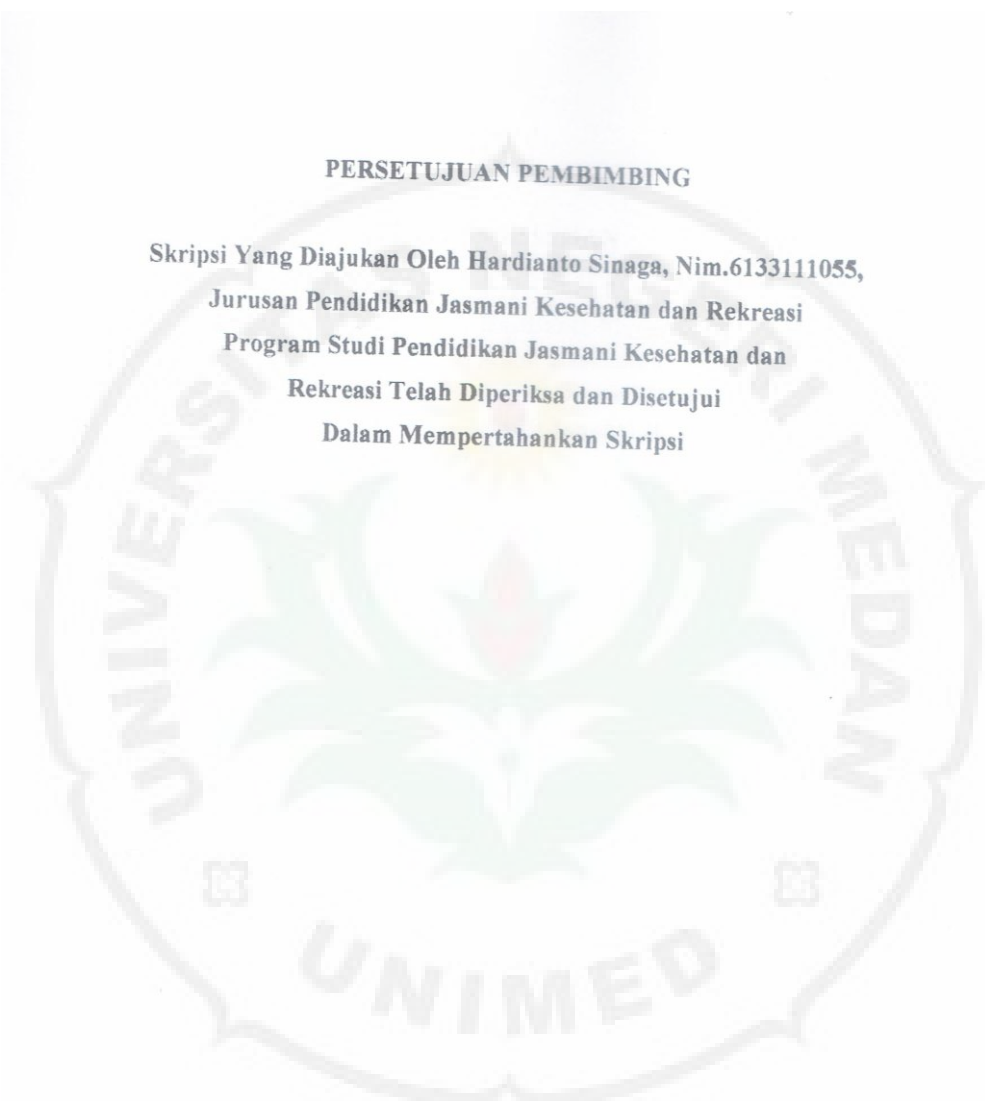 PERSETUJUAN PEMBIMBING
Skripsi Yang Diajukan Oleh Hardianto Sinaga, Nim.6133111055,
Jurusan Pendidikan Jasmani Kesehatan dan Rekreasi
Program Studi Pendidikan Jasmani Kesehatan dan
Rekreasi Telah Diperiksa dan Disetujui
Dalam Mempertahankan Skripsi
UNIVERSITAS NEGERI MEDAN
UNIMED